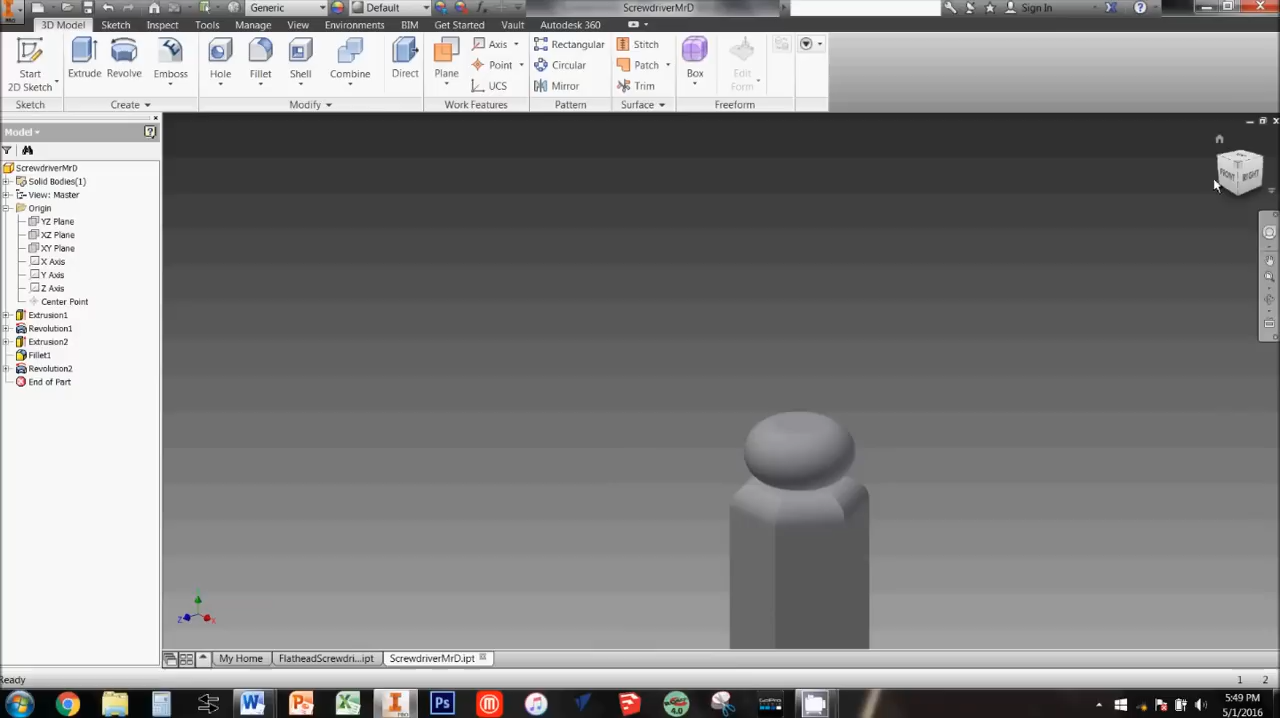 Generic
Default
ScrewdriverMrD
Sign In
3D Model Sketch Inspect Tools Manage View Environments BIM Get Started Vault Autodesk 360
Start
2D Sketch
Extrude Revolve Emboss
Hole Fillet Shell Combine
Direct
Plane
Axis
Point
UCS
Rectangular
Circular
Mirror
Stitch
Patch
Trim
Box
Edit
Form
Sketch Create Modify Work Features Pattern Surface Freeform
Model
ScrewdriverMrD
Solid Bodies(1)
View: Master
Origin
YZ Plane
XZ Plane
XY Plane
X Axis
Y Axis
Z Axis
Center Point
Extrusion1
Revolution1
Extrusion2
Fillet1
Revolution2
End of Part
FRONT RIGHT
Z X
My Home FlatheadScrewdri...ipt ScrewdriverMrD.ipt
Ready
1 2
5:49 PM
5/1/2016